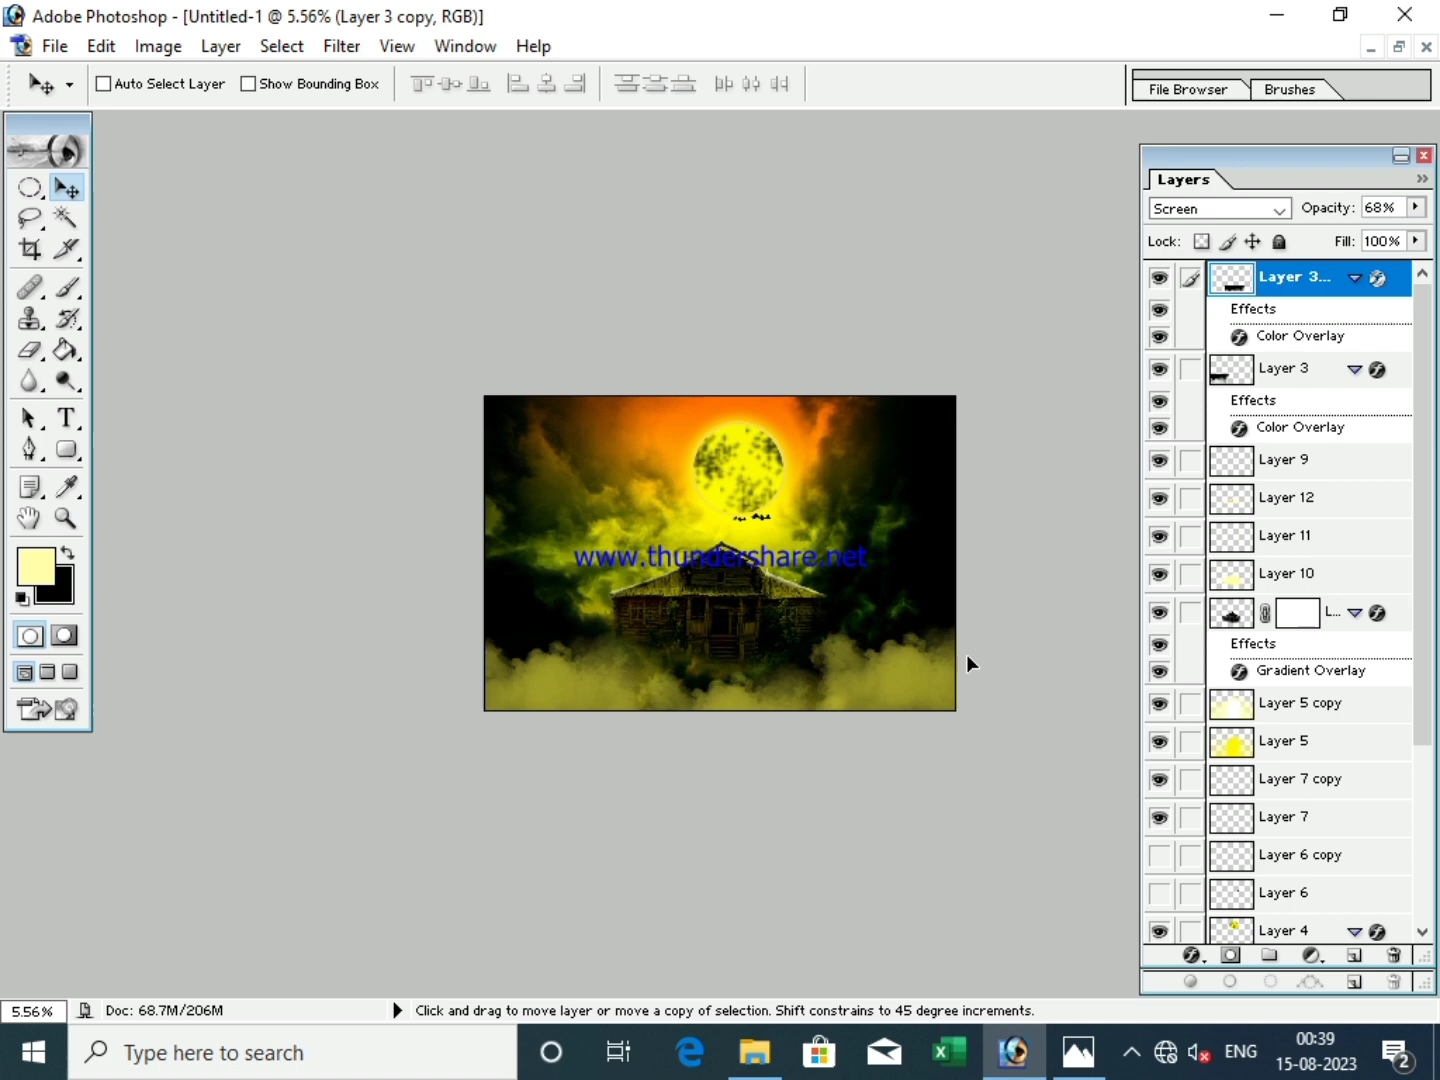 Adobe Photoshop - [Untitled-1 @ 5.56% (Layer 3 copy, RGB)]
File Edit Image Layer Select Filter View Window Help
Auto Select Layer Show Bounding Box
File Browser Brushes
Layers
Screen Opacity: 68%
Lock: Fill: 100%
Layer 3...
Effects
Color Overlay
Layer 3
Effects
Color Overlay
Layer 9
Layer 12
Layer 11
Layer 10
L...
Effects
Gradient Overlay
Layer 5 copy
Layer 5
Layer 7 copy
Layer 7
Layer 6 copy
Layer 6
Layer 4
T
www.thundershare.net
5.56% Doc: 68.7M/206M Click and drag to move layer or move a copy of selection. Shift constrains to 45 degree increments.
Type here to search
ENG
00:39
15-08-2023
2